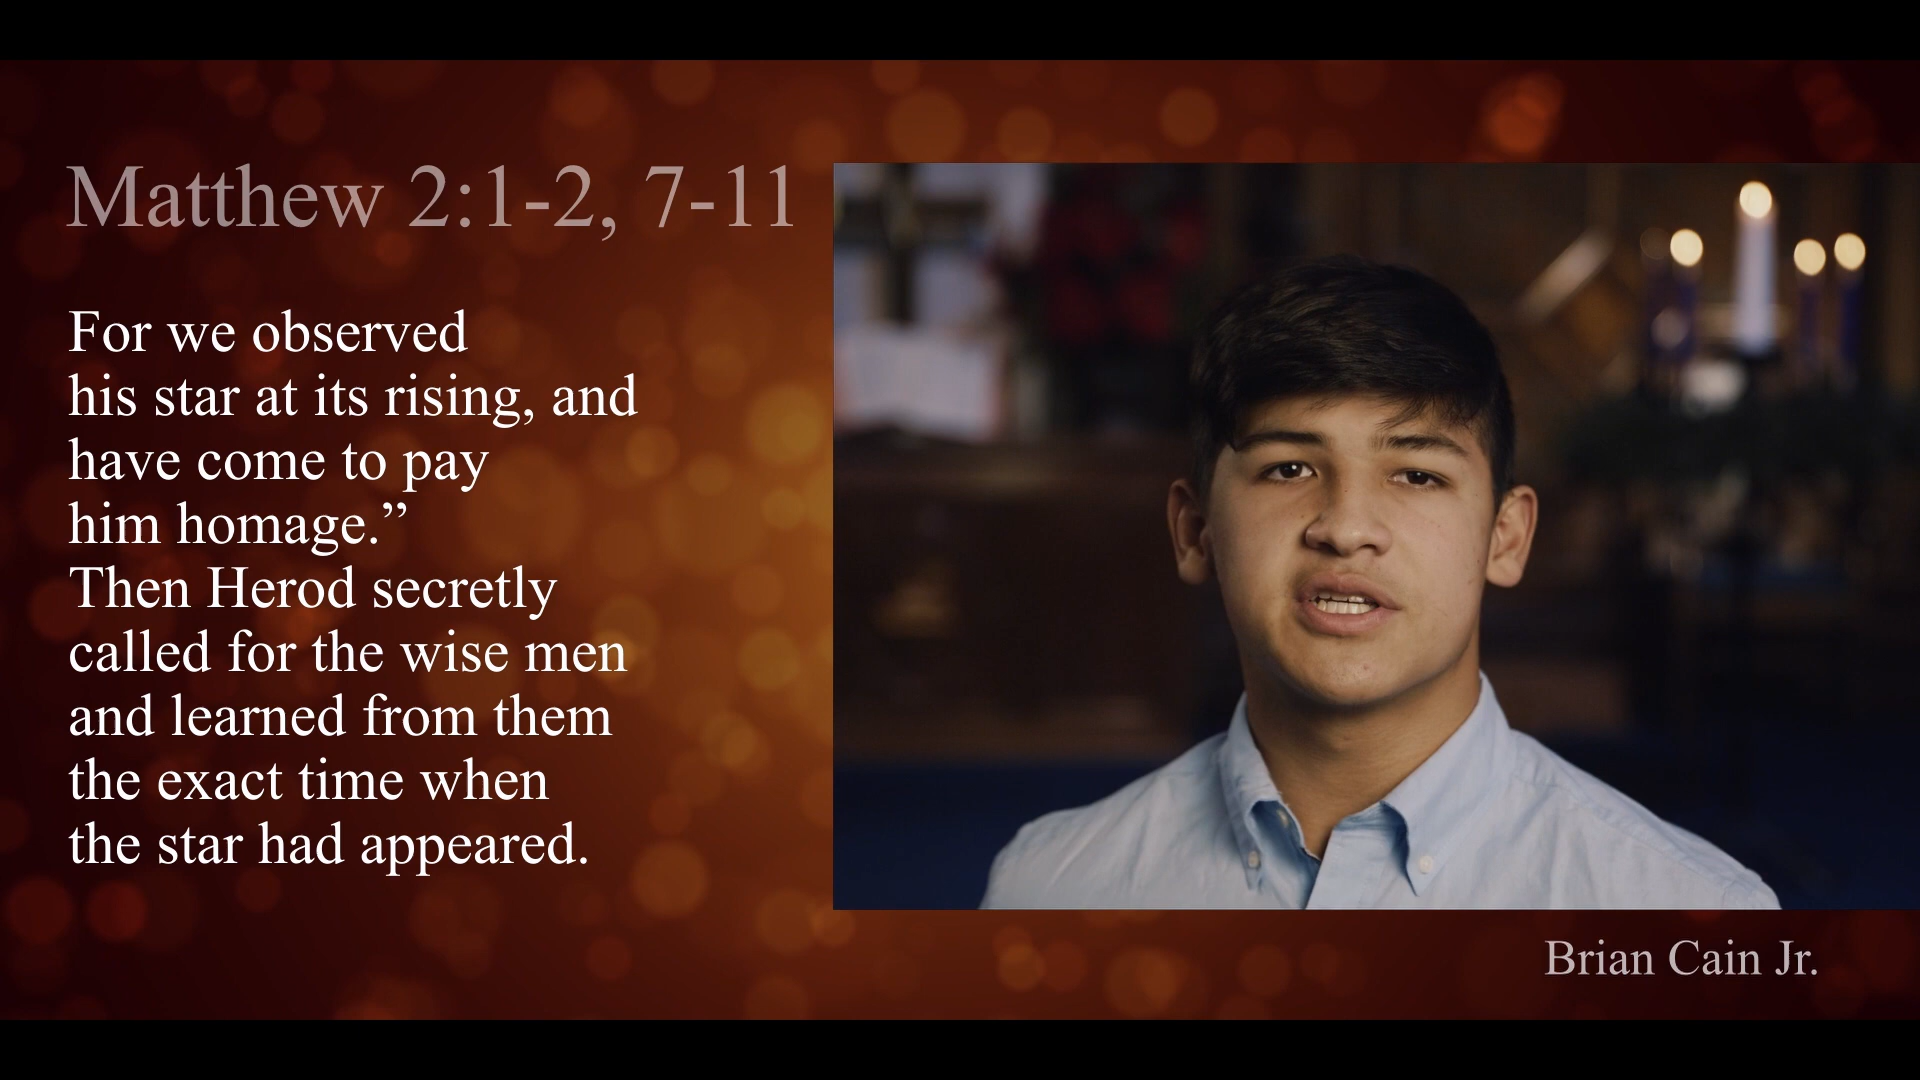 Matthew 2:1-2, 7-11
For we observed
his star at its rising, and
have come to pay
him homage.”
Then Herod secretly
called for the wise men
and learned from them
the exact time when
the star had appeared.
Brian Cain Jr.